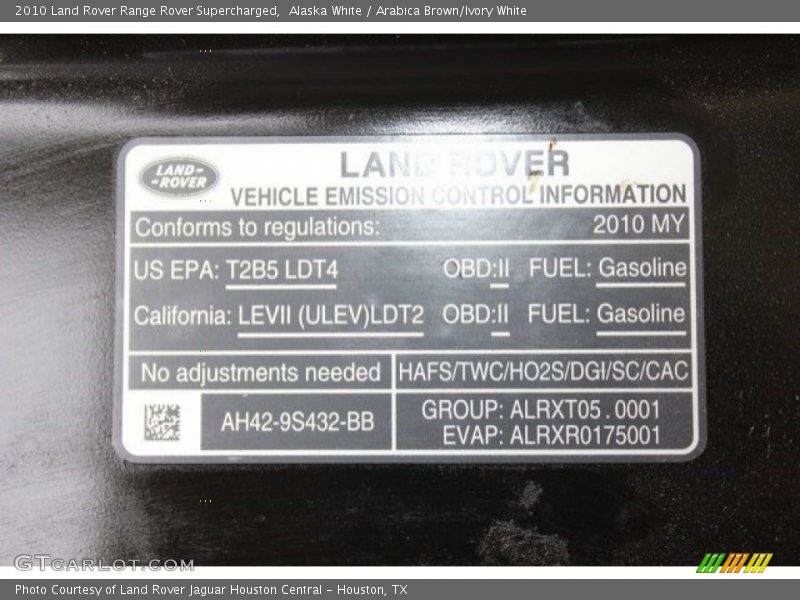 2010 Land Rover Range Rover Supercharged, Alaska White / Arabica Brown/Ivory White
LAND ROVER
LAND-
-ROVER
VEHICLE EMISSION CONTROL INFORMATION
Conforms to regulations: 2010 MY
US EPA: T2B5 LDT4 OBD:II FUEL: Gasoline
California: LEVII (ULEV)LDT2 OBD:II FUEL: Gasoline
No adjustments needed HAFS/TWC/HO2S/DGI/SC/CAC
AH42-9S432-BB GROUP: ALRXT05.0001
EVAP: ALRXR0175001
GTCARLOT.COM
Photo Courtesy of Land Rover Jaguar Houston Central - Houston, TX